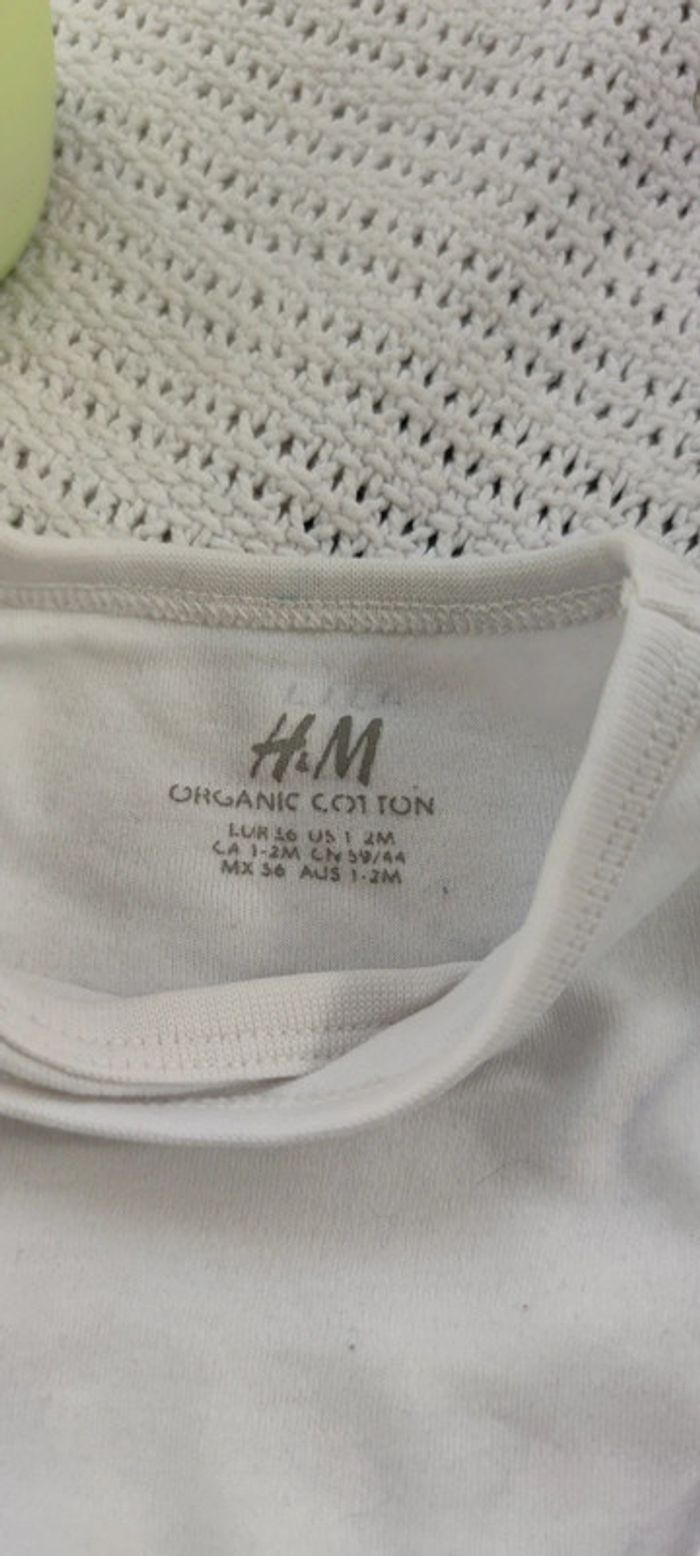 H&M
ORGANIC COTTON
EUR 56 US 1-2M
CA 1-2M CN 59/44
MX 56 AUS 1-2M